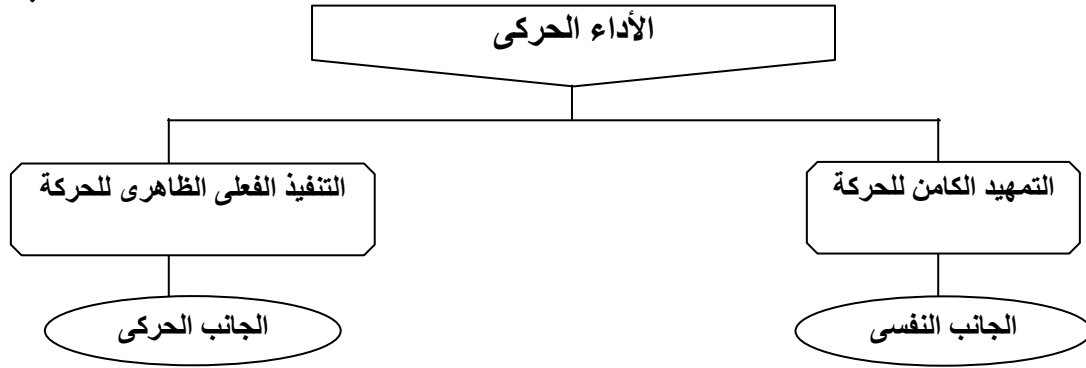 الأداء الحركى
التمهيد الكامن للحركة
التنفيذ الفعلى الظاهرى للحركة
الجانب النفسى
الجانب الحركى